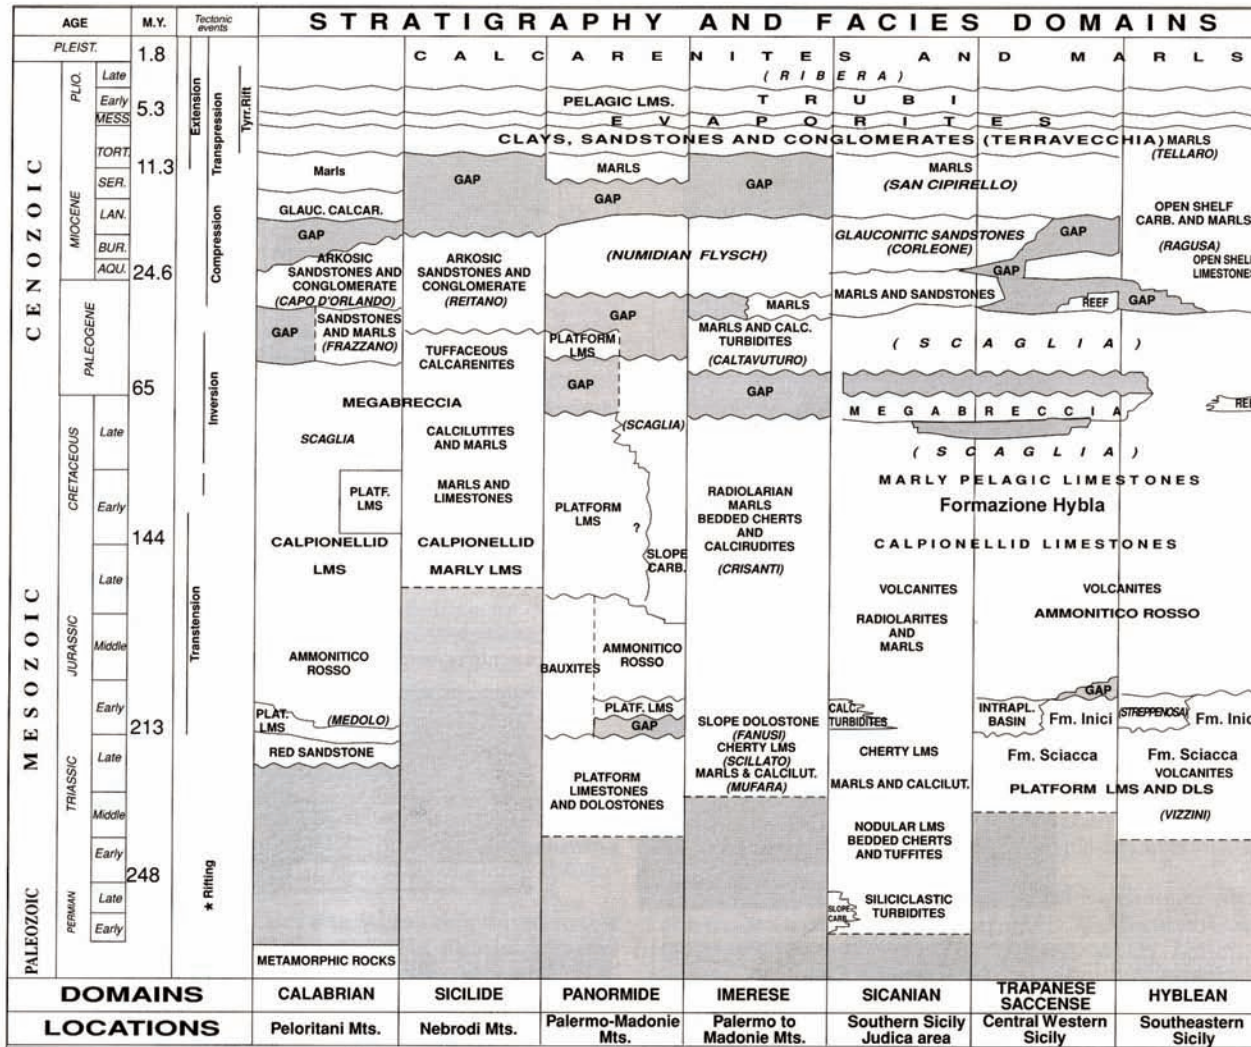 AGE
M.Y.
Tectonic events
STRATIGRAPHY AND FACIES DOMAINS
PLEIST.
1.8
CALCARENITES AND MARLS
(RIBERA)
CENOZOIC
PLIO.
Late
Early
5.3
PELAGIC LMS.
TRUBI
MIOCENE
MESS.
EVAPORITES
CLAYS, SANDSTONES AND CONGLOMERATES (TERRAVECCHIA)
MARLS
(TELLARO)
TORT.
11.3
SER.
LAN.
BUR.
AQU.
24.6
PALEOGENE
65
MESOZOIC
CRETACEOUS
Late
Early
144
JURASSIC
Late
Middle
Early
213
TRIASSIC
Late
Middle
Early
248
PALEOZOIC
PERMIAN
Late
Early
Extension
Transpression
Tyrr.Rift
Compression
Inversion
Transtension
★ Rifting
Marls
GLAUC. CALCAR.
GAP
ARKOSIC
SANDSTONES AND
CONGLOMERATE
(CAPO D'ORLANDO)
GAP
SANDSTONES
AND MARLS
(FRAZZANO)
MEGABRECCIA
SCAGLIA
PLATF.
LMS
CALPIONELLID
LMS
AMMONITICO
ROSSO
PLAT.
LMS
(MEDOLO)
RED SANDSTONE
METAMORPHIC ROCKS
GAP
ARKOSIC
SANDSTONES AND
CONGLOMERATE
(REITANO)
TUFFACEOUS
CALCARENITES
CALCILUTITES
AND MARLS
MARLS AND
LIMESTONES
CALPIONELLID
MARLY LMS
MARLS
GAP
(NUMIDIAN FLYSCH)
GAP
PLATFORM
LMS
GAP
(SCAGLIA)
PLATFORM
LMS
?
SLOPE
CARB.
BAUXITES
AMMONITICO
ROSSO
PLATF. LMS
GAP
PLATFORM
LIMESTONES
AND DOLOSTONES
GAP
MARLS
MARLS AND CALC.
TURBIDITES
(CALTAVUTURO)
GAP
RADIOLARIAN
MARLS
BEDDED CHERTS
AND
CALCIRUDITES
(CRISANTI)
SLOPE DOLOSTONE
(FANUSI)
CHERTY LMS
(SCILLATO)
MARLS & CALCILUT.
(MUFARA)
MARLS
(SAN CIPIRELLO)
GLAUCONITIC SANDSTONES
(CORLEONE)
GAP
GAP
MARLS AND SANDSTONES
REEF
GAP
OPEN SHELF
CARB. AND MARLS
(RAGUSA)
OPEN SHELF
LIMESTONES
(SCAGLIA)
MEGABRECCIA
(SCAGLIA)
MARLY PELAGIC LIMESTONES
Formazione Hybla
CALPIONELLID LIMESTONES
VOLCANITES
RADIOLARITES
AND
MARLS
VOLCANITES
AMMONITICO ROSSO
GAP
CALC.
TURBIDITES
INTRAPL.
BASIN
Fm. Inici
(STREPPENOSA)
CHERTY LMS
Fm. Sciacca
Fm. Sciacca
VOLCANITES
MARLS AND CALCILUT.
PLATFORM LMS AND DLS
(VIZZINI)
NODULAR LMS
BEDDED CHERTS
AND TUFFITES
SLOPE
CARB.
SILICICLASTIC
TURBIDITES
DOMAINS
CALABRIAN
SICILIDE
PANORMIDE
IMERESE
SICANIAN
TRAPANESE
SACCENSE
HYBLEAN
LOCATIONS
Peloritani Mts.
Nebrodi Mts.
Palermo-Madonie
Mts.
Palermo to
Madonie Mts.
Southern Sicily
Judica area
Central Western
Sicily
Southeastern
Sicily